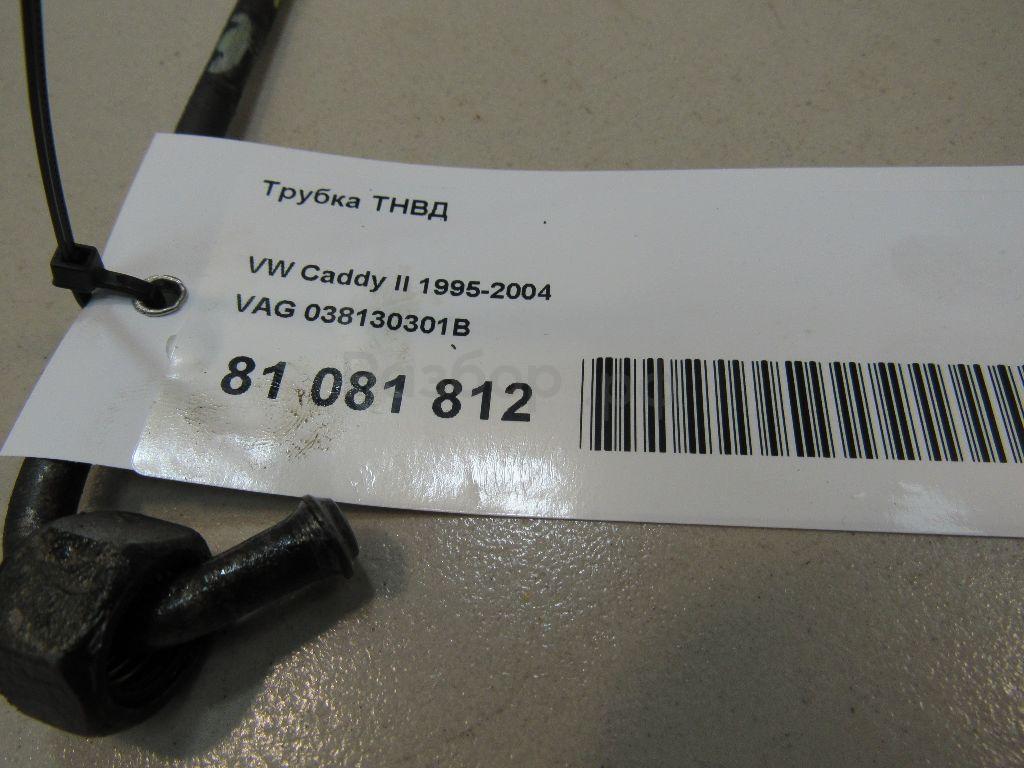 Трубка ТНВД
VW Caddy II 1995-2004
VAG 038130301B
81 081 812